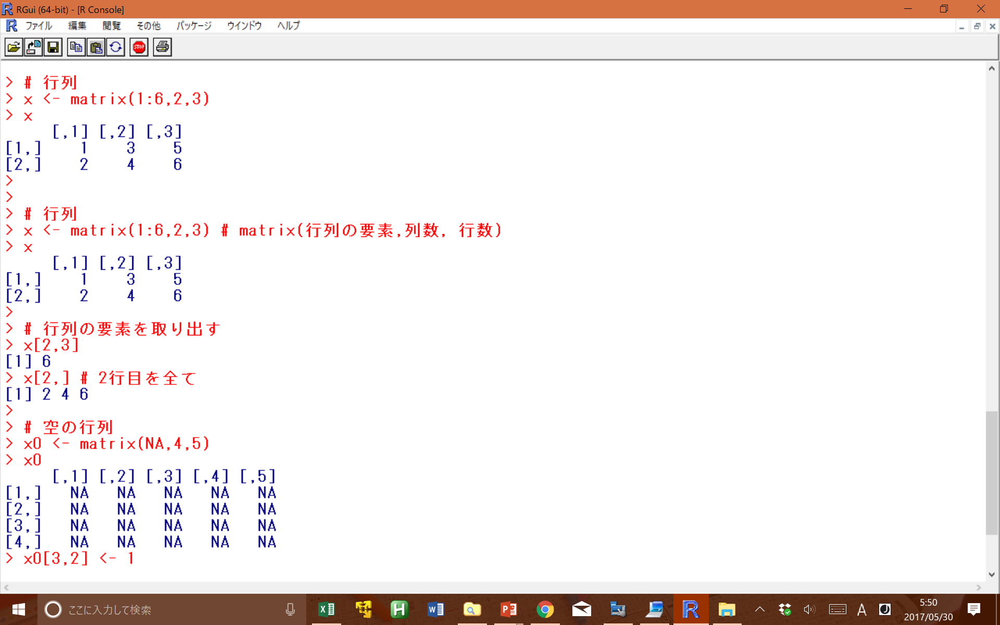 RGui (64-bit) - [R Console]
ファイル 編集 閲覧 その他 パッケージ ウインドウ ヘルプ
STOP
> # 行列
> x <- matrix(1:6,2,3)
> x
     [,1] [,2] [,3]
[1,]    1    3    5
[2,]    2    4    6
>
>
> # 行列
> x <- matrix(1:6,2,3) # matrix(行列の要素,列数, 行数)
> x
     [,1] [,2] [,3]
[1,]    1    3    5
[2,]    2    4    6
>
> # 行列の要素を取り出す
> x[2,3]
[1] 6
> x[2,] # 2行目を全て
[1] 2 4 6
>
> # 空の行列
> x0 <- matrix(NA,4,5)
> x0
     [,1] [,2] [,3] [,4] [,5]
[1,]   NA   NA   NA   NA   NA
[2,]   NA   NA   NA   NA   NA
[3,]   NA   NA   NA   NA   NA
[4,]   NA   NA   NA   NA   NA
> x0[3,2] <- 1
ここに入力して検索
A
5:50
2017/05/30